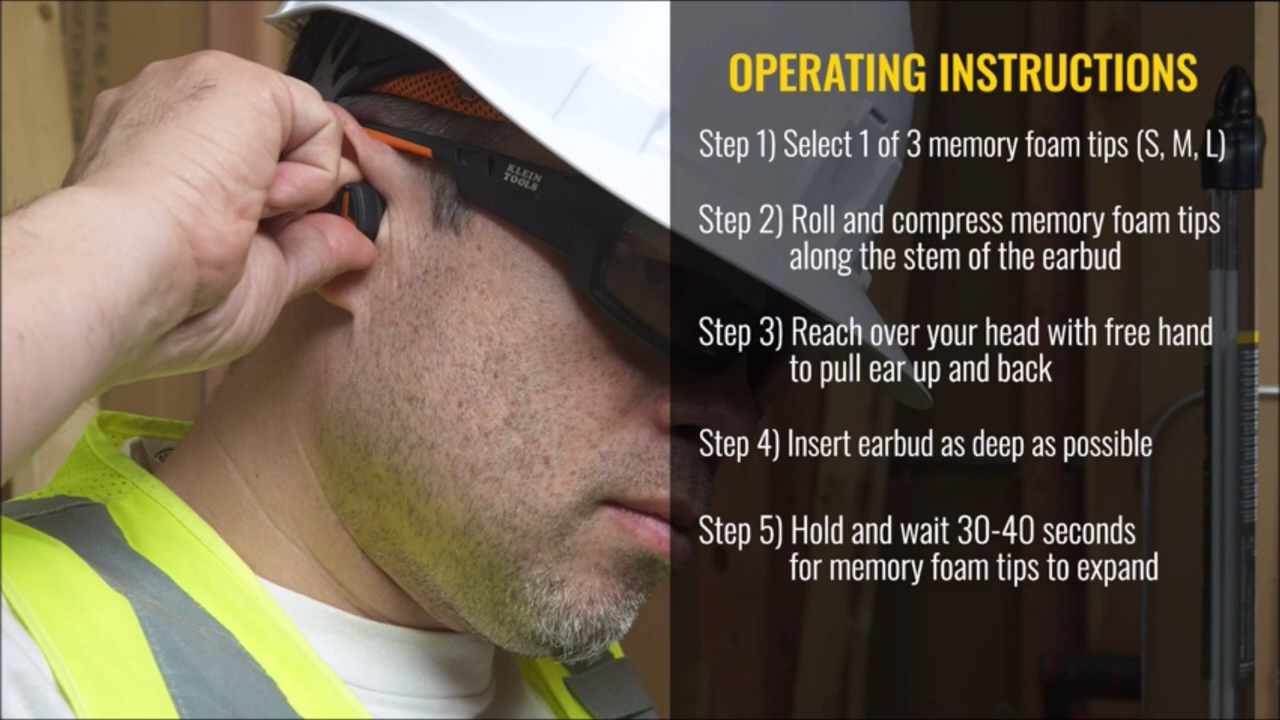 KLEIN
TOOLS
OPERATING INSTRUCTIONS
Step 1) Select 1 of 3 memory foam tips (S, M, L)
Step 2) Roll and compress memory foam tips
along the stem of the earbud
Step 3) Reach over your head with free hand
to pull ear up and back
Step 4) Insert earbud as deep as possible
Step 5) Hold and wait 30-40 seconds
for memory foam tips to expand